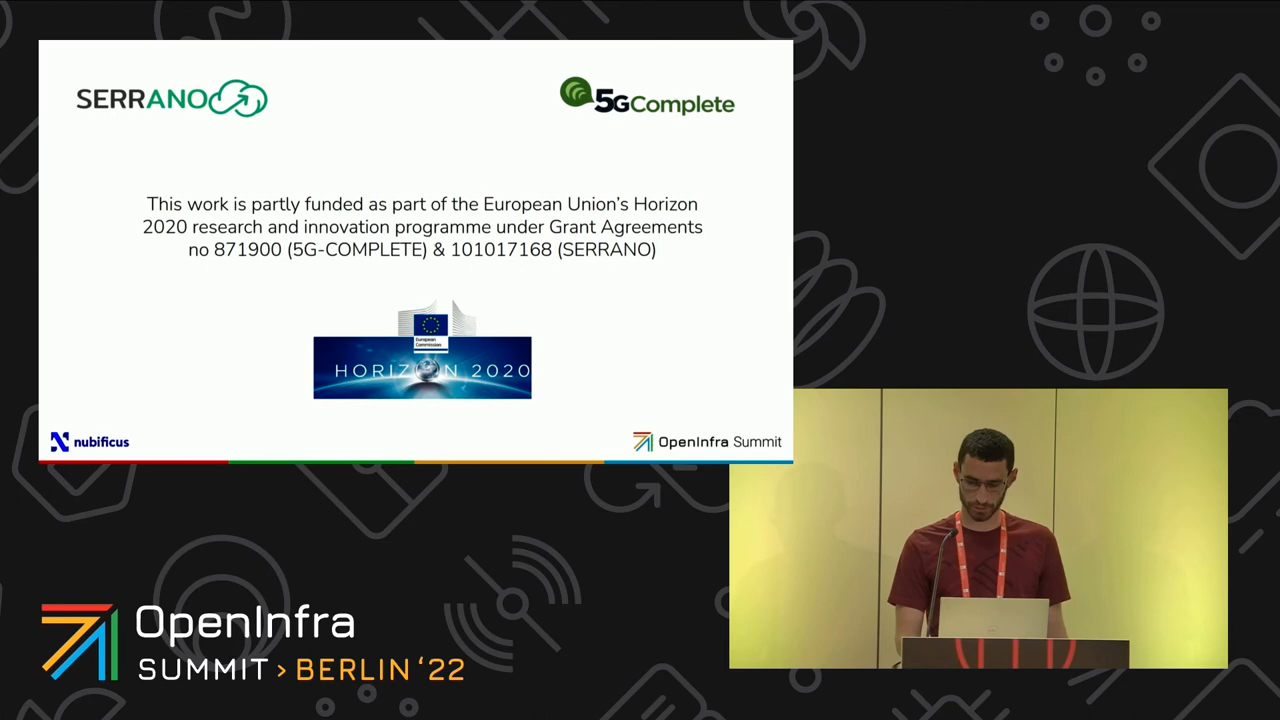 SERRANO
5GComplete
This work is partly funded as part of the European Union's Horizon
2020 research and innovation programme under Grant Agreements
no 871900 (5G-COMPLETE) & 101017168 (SERRANO)
European
Commission
HORIZON 2020
nubificus
OpenInfra Summit
OpenInfra
SUMMIT > BERLIN '22